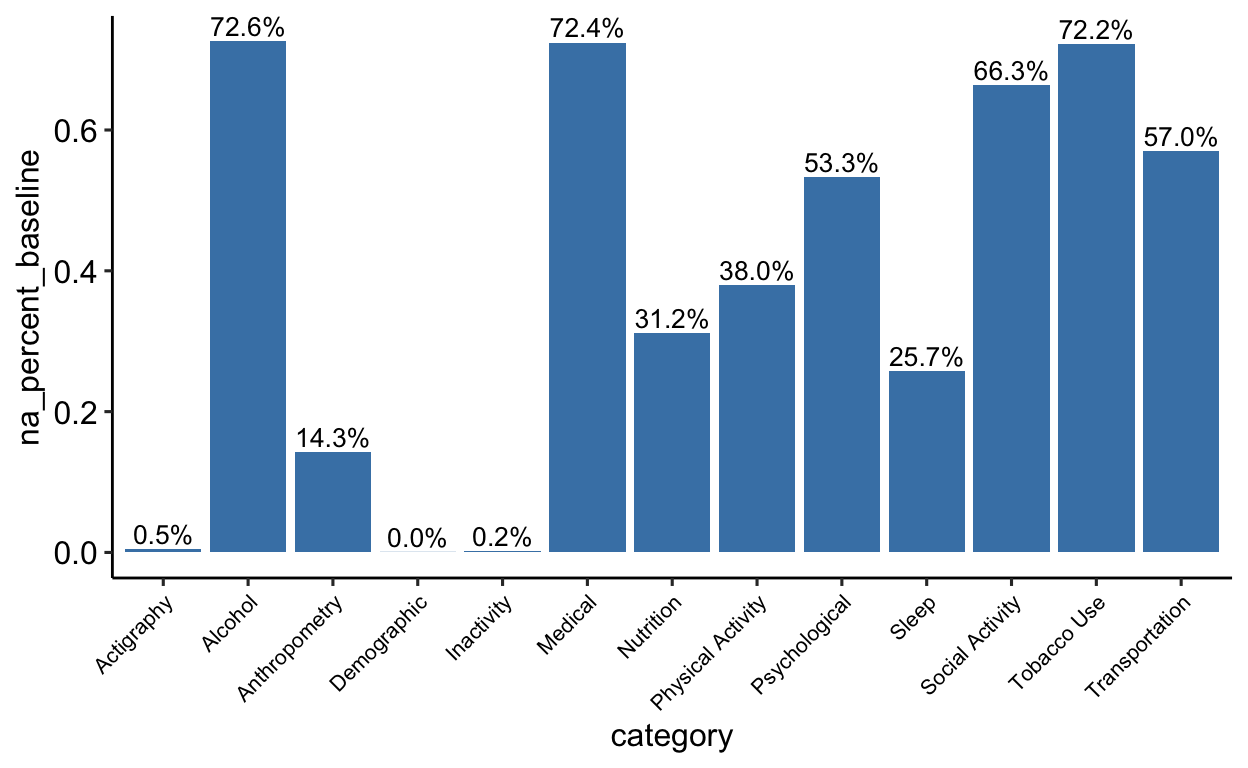 na_percent_baseline
0.6
0.4
0.2
0.0
0.5%
72.6%
14.3%
0.0%
0.2%
72.4%
31.2%
38.0%
53.3%
25.7%
66.3%
72.2%
57.0%
Actigraphy
Alcohol
Anthropometry
Demographic
Inactivity
Medical
Nutrition
Physical Activity
Psychological
Sleep
Social Activity
Tobacco Use
Transportation
category